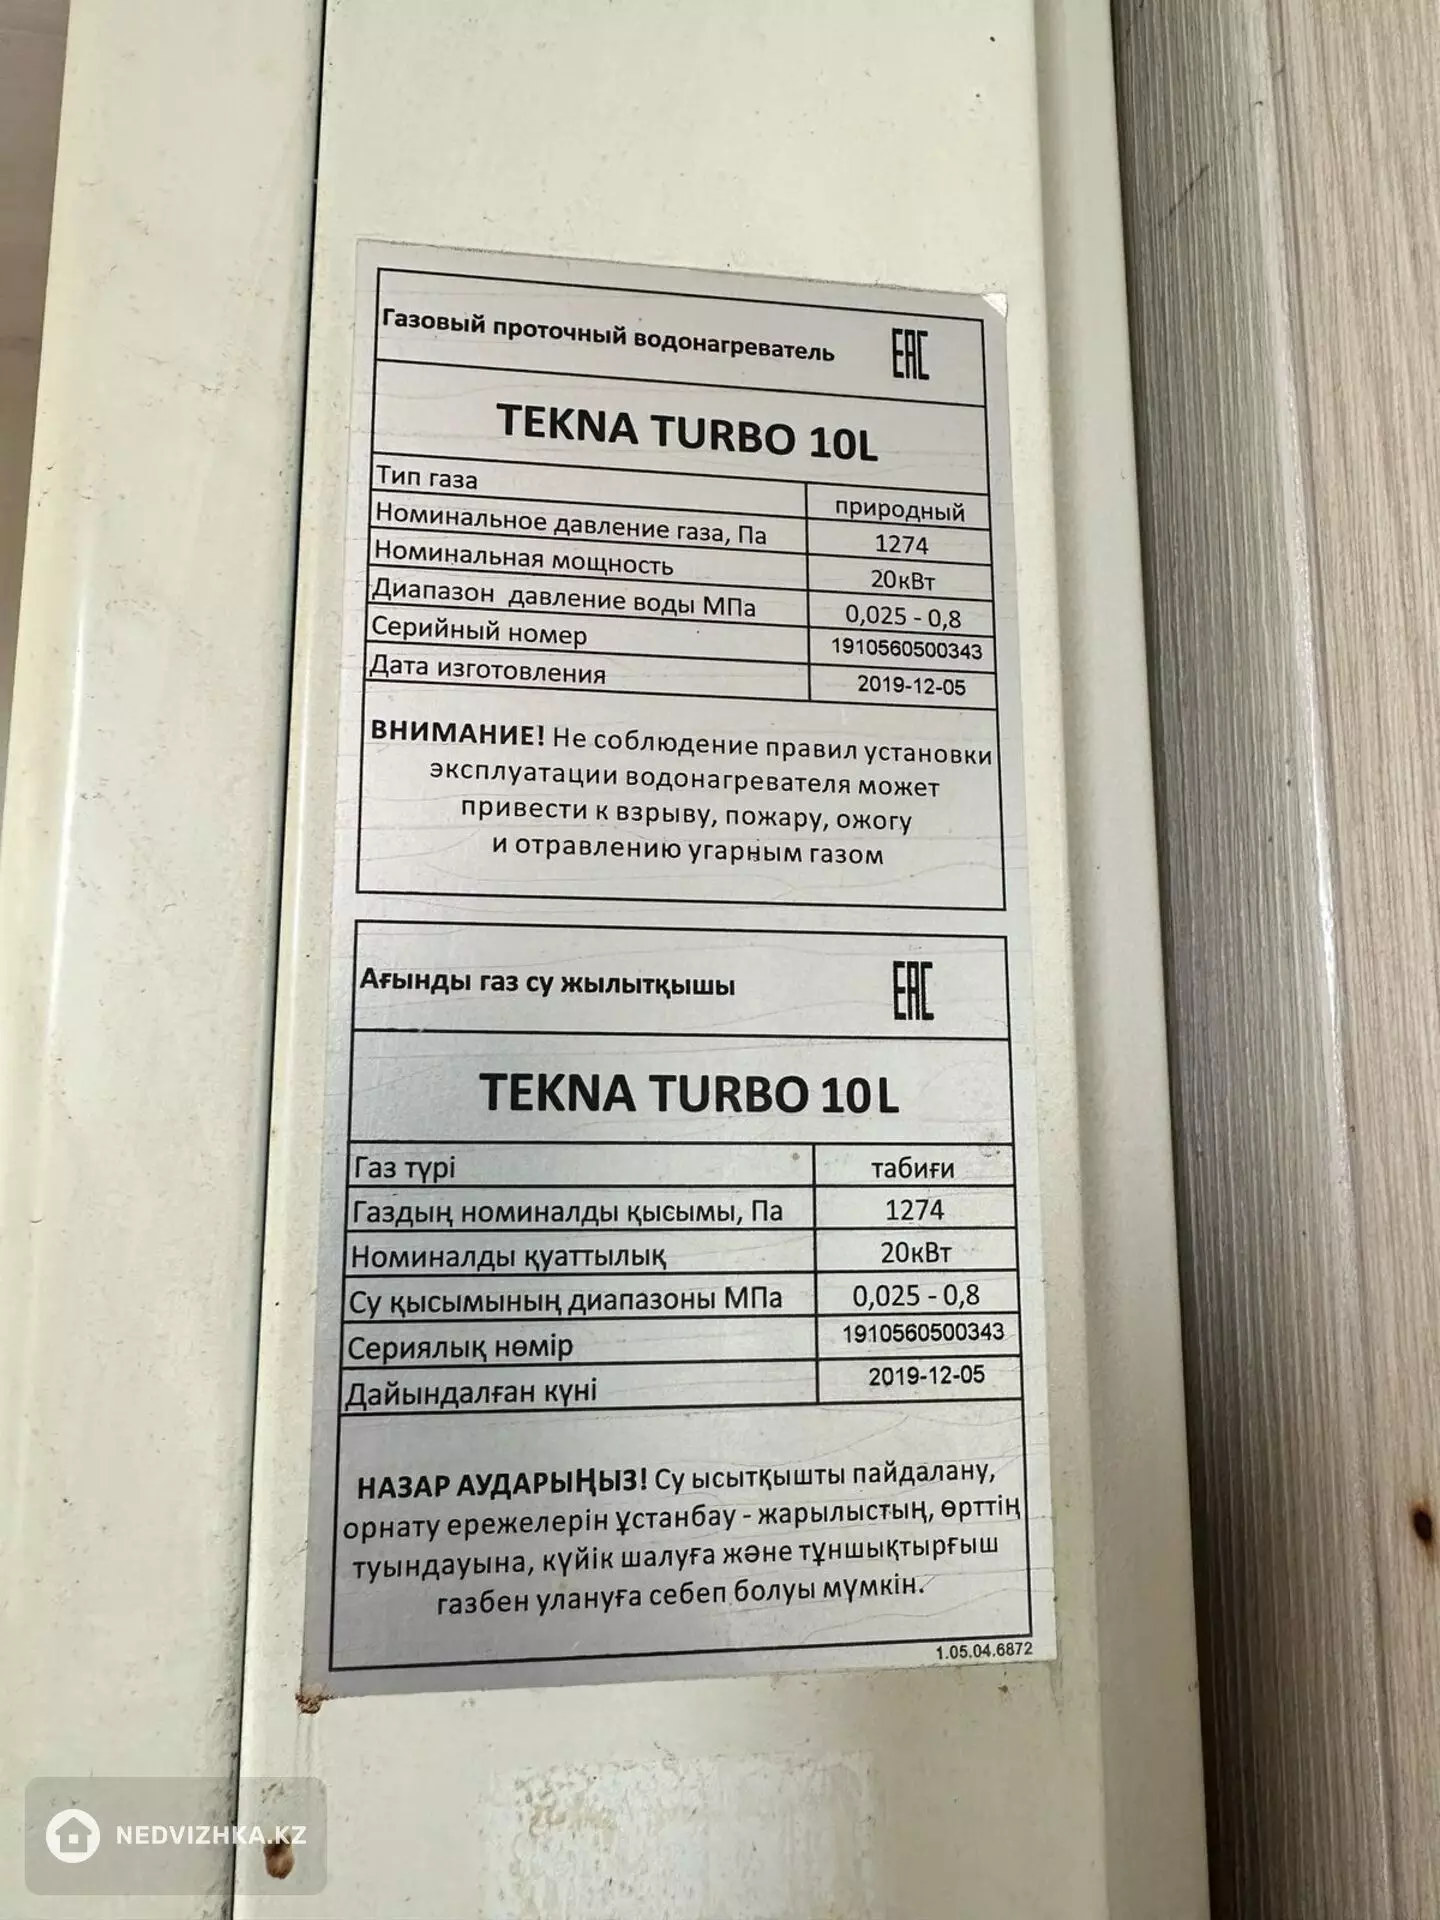 Газовый проточный водонагреватель EAC
TEKNA TURBO 10L
Тип газа природный
Номинальное давление газа, Па 1274
Номинальная мощность 20кВт
Диапазон давление воды МПа 0,025 - 0,8
Серийный номер 1910560500343
Дата изготовления 2019-12-05
ВНИМАНИЕ! Не соблюдение правил установки
эксплуатации водонагревателя может
привести к взрыву, пожару, ожогу
и отравлению угарным газом
Ағынды газ су жылытқышы EAC
TEKNA TURBO 10L
Газ түрі табиғи
Газдың номиналды қысымы, Па 1274
Номиналды қуаттылық 20кВт
Су қысымының диапазоны МПа 0,025 - 0,8
Сериялық нөмір 1910560500343
Дайындалған күні 2019-12-05
НАЗАР АУДАРЫҢЫЗ! Су ысытқышты пайдалану,
орнату ережелерін ұстанбау - жарылыстың, өрттің
туындауына, күйік шалуға және тұншықтырғыш
газбен улануға себеп болуы мүмкін.
1.05.04.6872
NEDVIZHKA.KZ